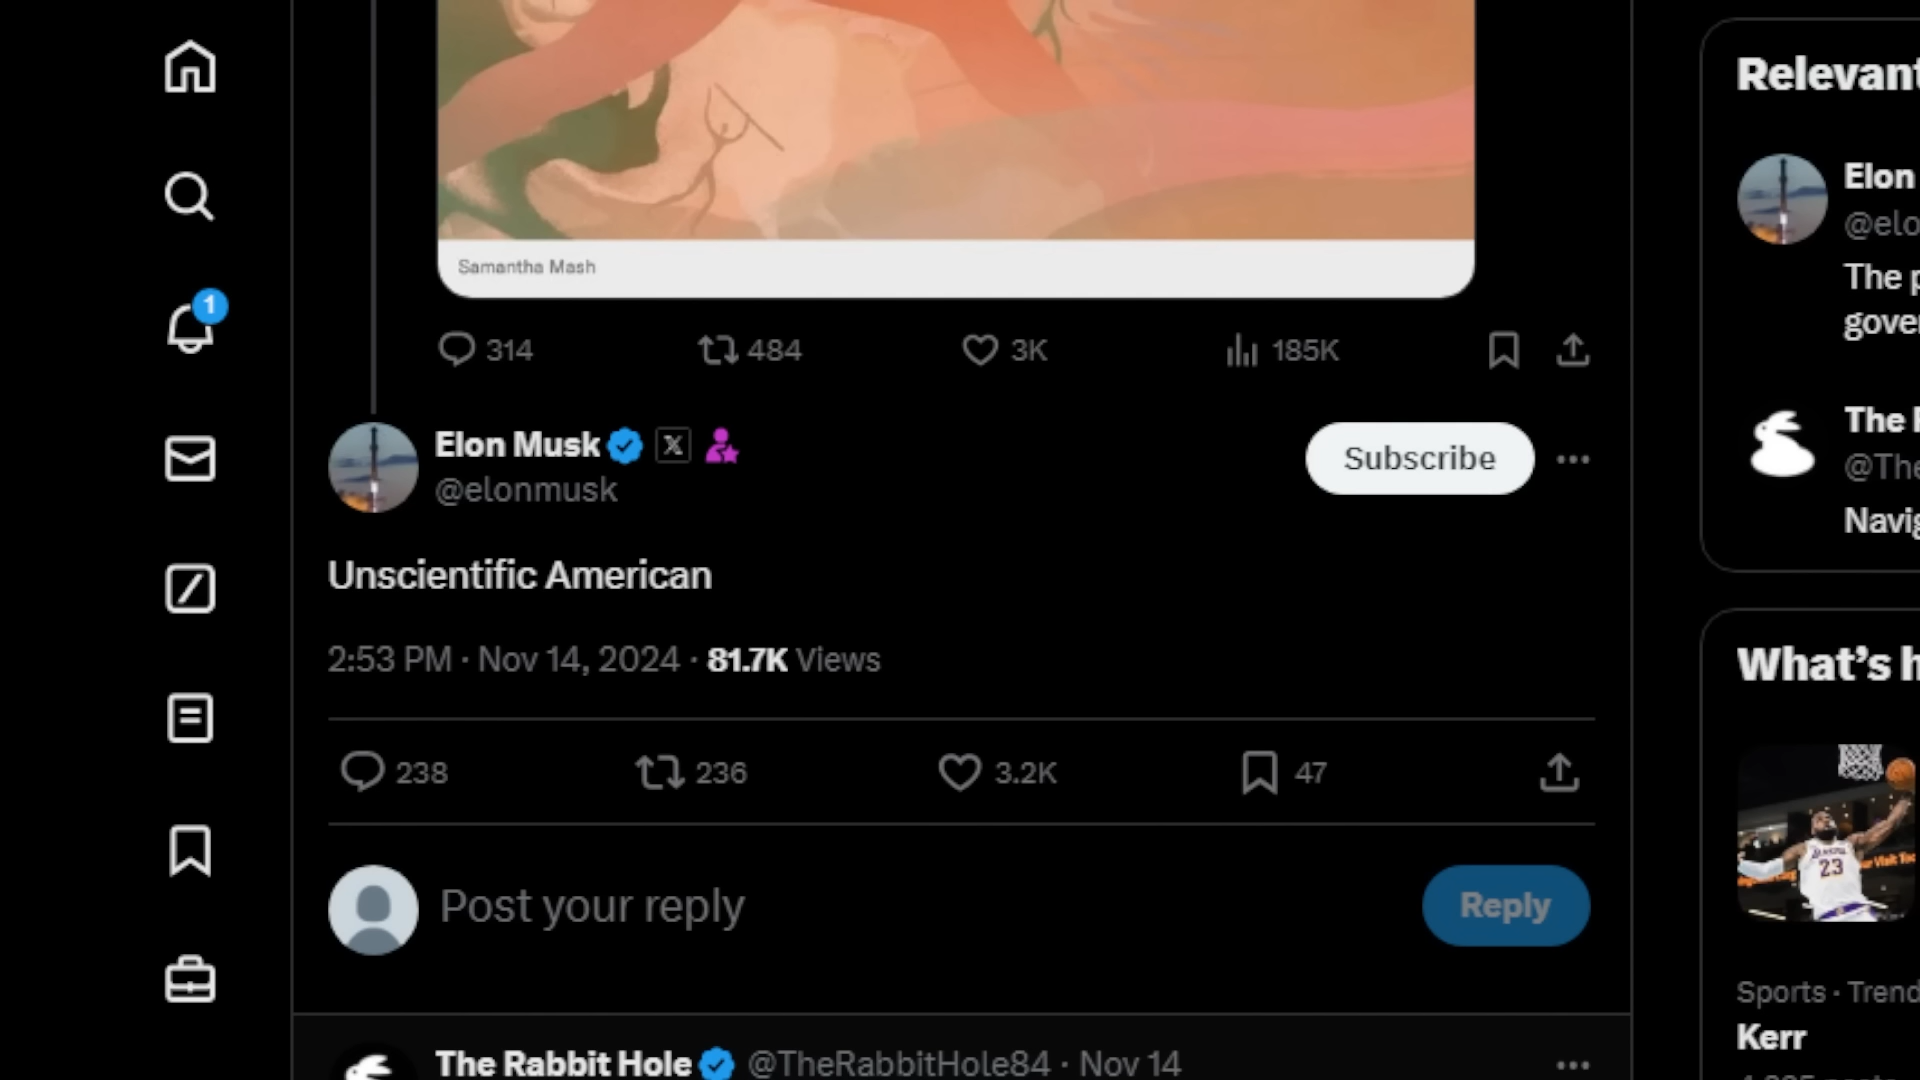 Samantha Mash
314 484 3K 185K
Elon Musk
@elonmusk
Subscribe
Unscientific American
2:53 PM · Nov 14, 2024 · 81.7K Views
238 236 3.2K 47
Post your reply
Reply
The Rabbit Hole @TheRabbitHole84 · Nov 14
1
Relevant
Elon
@elo
The p
gover
The R
@The
Navig
What's h
23
Sports · Trend
Kerr